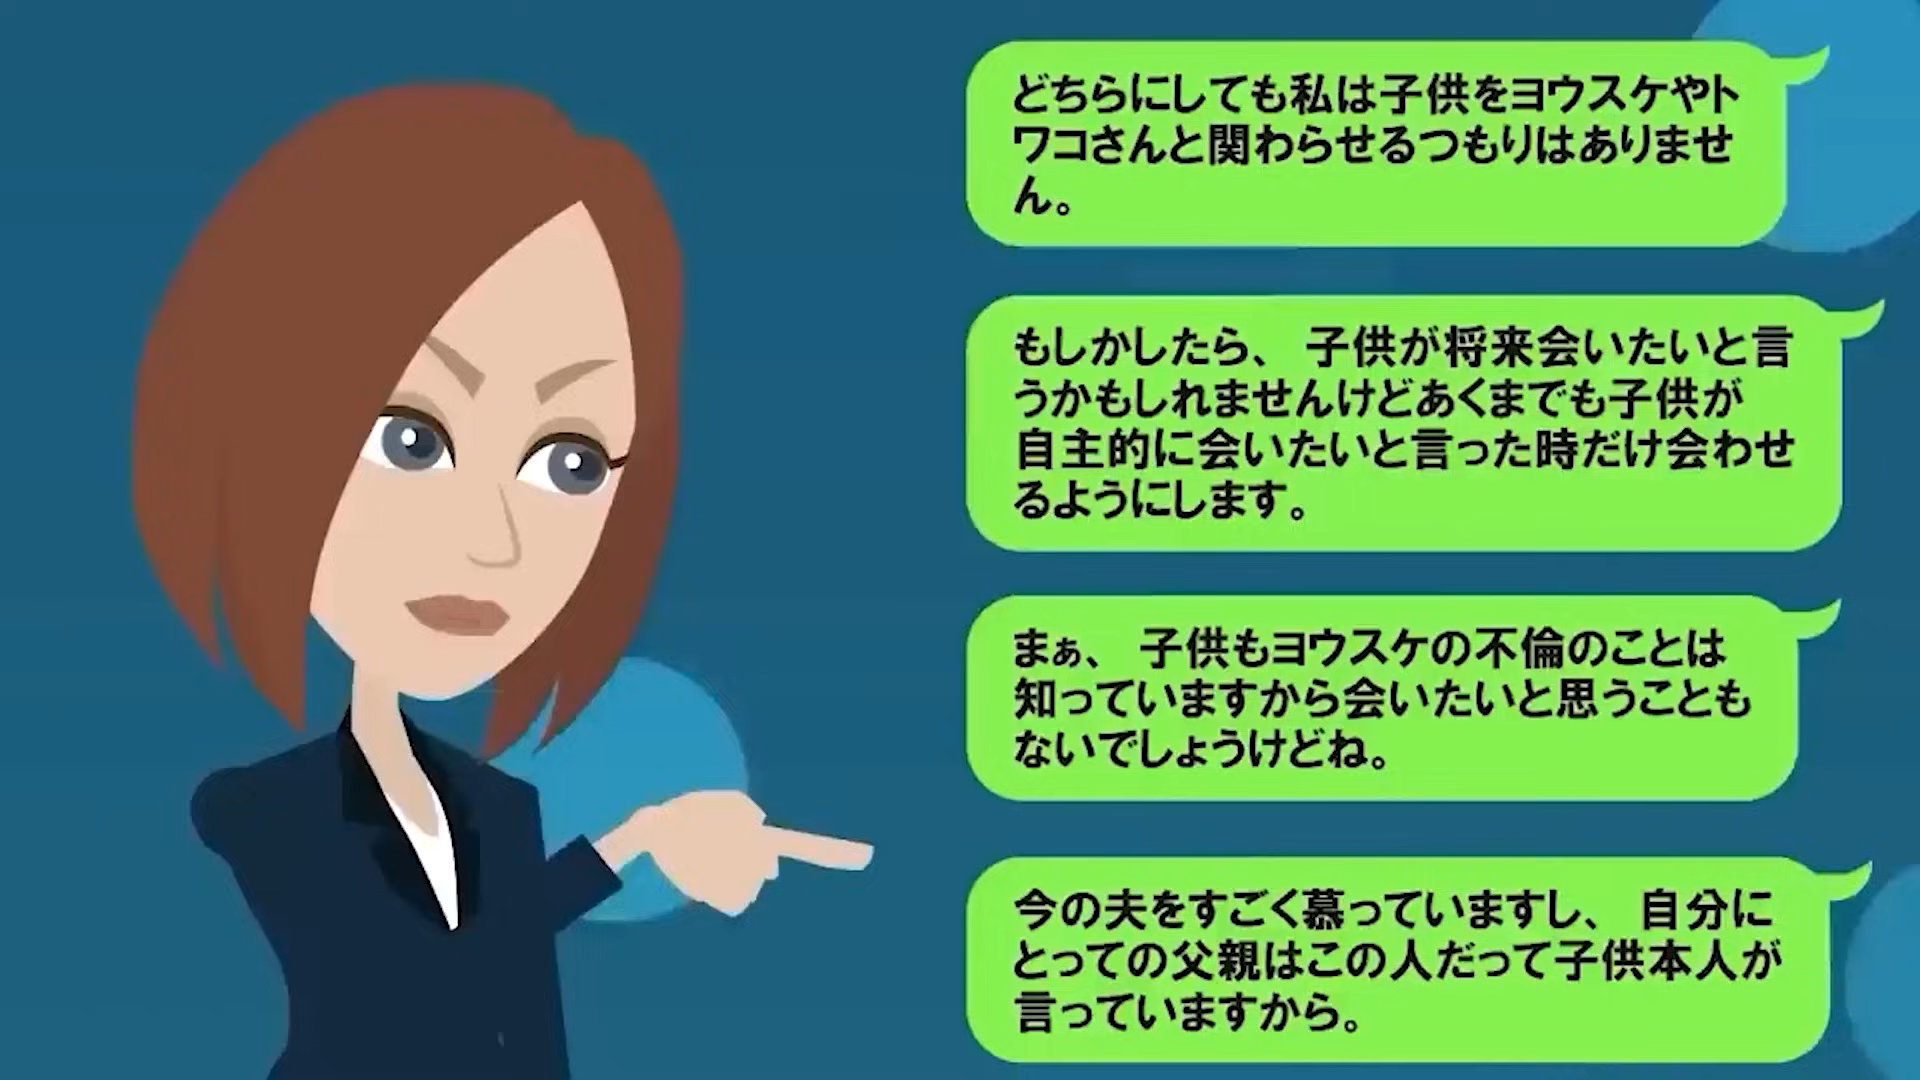 どちらにしても私は子供をヨウスケやト
ワコさんと関わらせるつもりはありませ
ん。
もしかしたら、 子供が将来会いたいと言
うかもしれませんけどあくまでも子供が
自主的に会いたいと言った時だけ会わせ
るようにします。
まぁ、 子供もヨウスケの不倫のことは
知っていますから会いたいと思うことも
ないでしょうけどね。
今の夫をすごく慕っていますし、 自分に
とっての父親はこの人だって子供本人が
言っていますから。